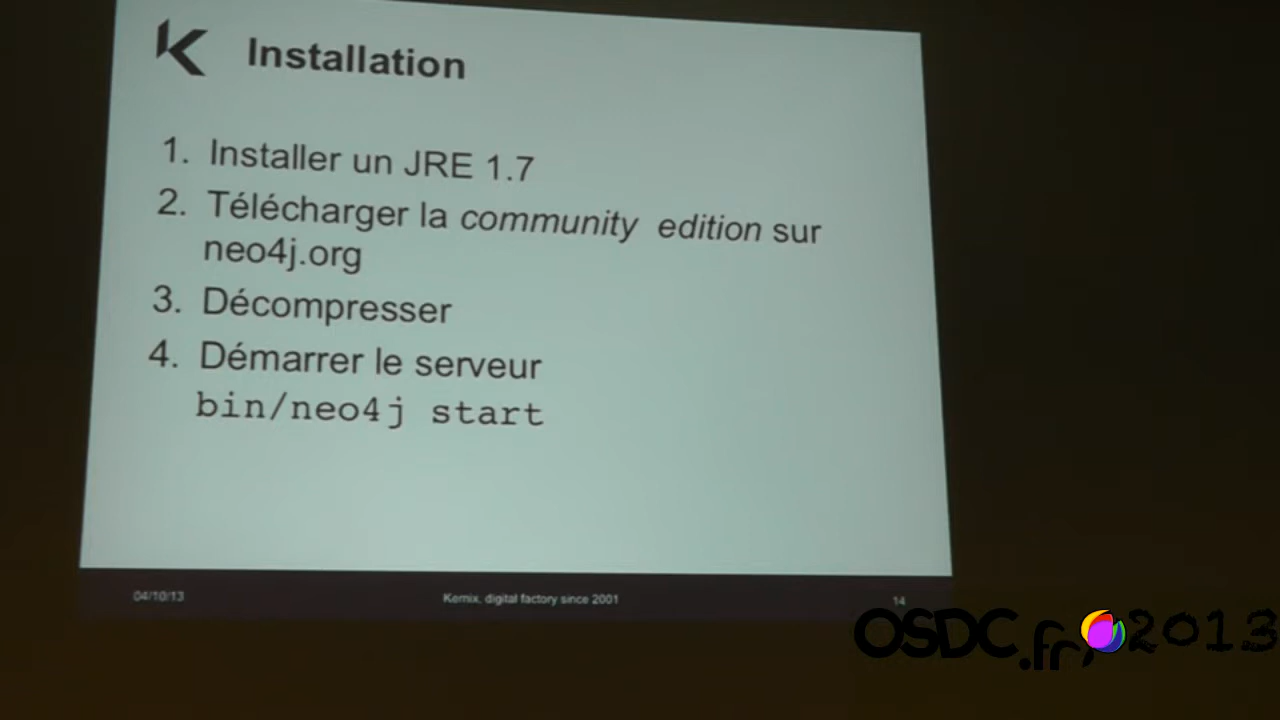 Installation
1. Installer un JRE 1.7
2. Télécharger la community edition sur
neo4j.org
3. Décompresser
4. Démarrer le serveur
bin/neo4j start
04/10/13
Kernix, digital factory since 2001
14
OSDC.fr 2013